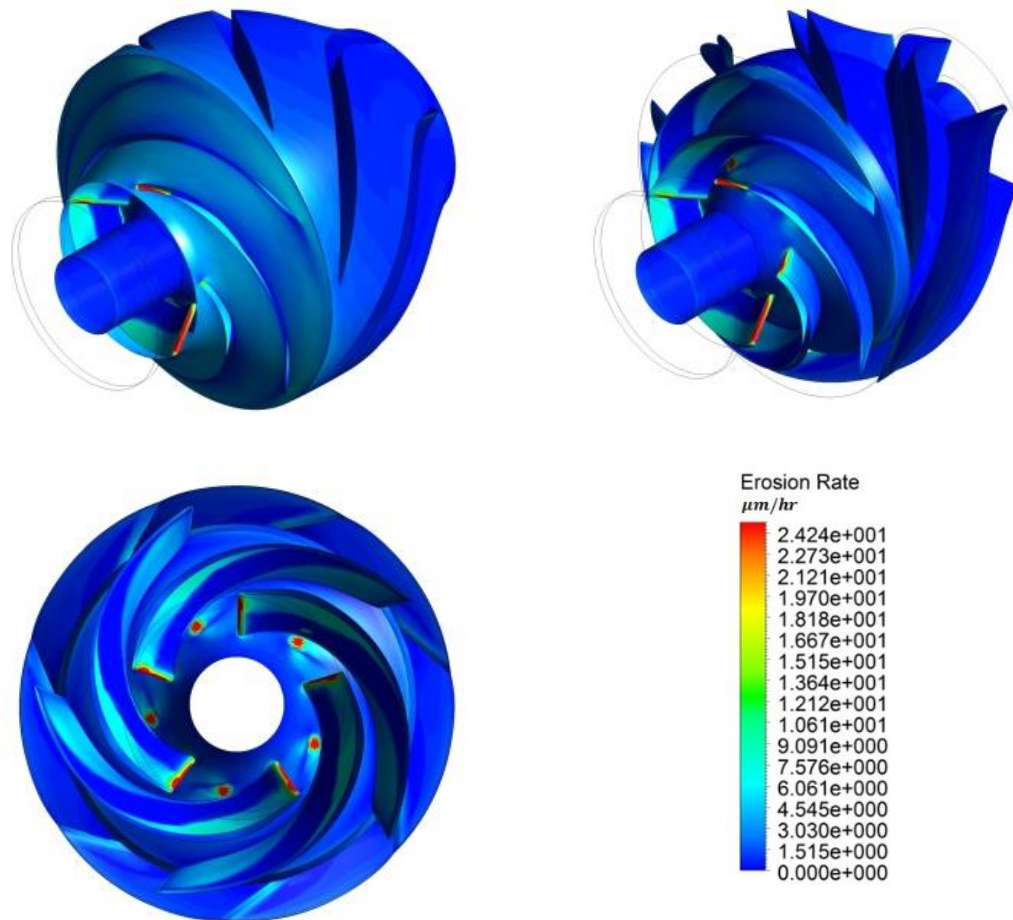 Erosion Rate
μm/hr
2.424e+001
2.273e+001
2.121e+001
1.970e+001
1.818e+001
1.667e+001
1.515e+001
1.364e+001
1.212e+001
1.061e+001
9.091e+000
7.576e+000
6.061e+000
4.545e+000
3.030e+000
1.515e+000
0.000e+000